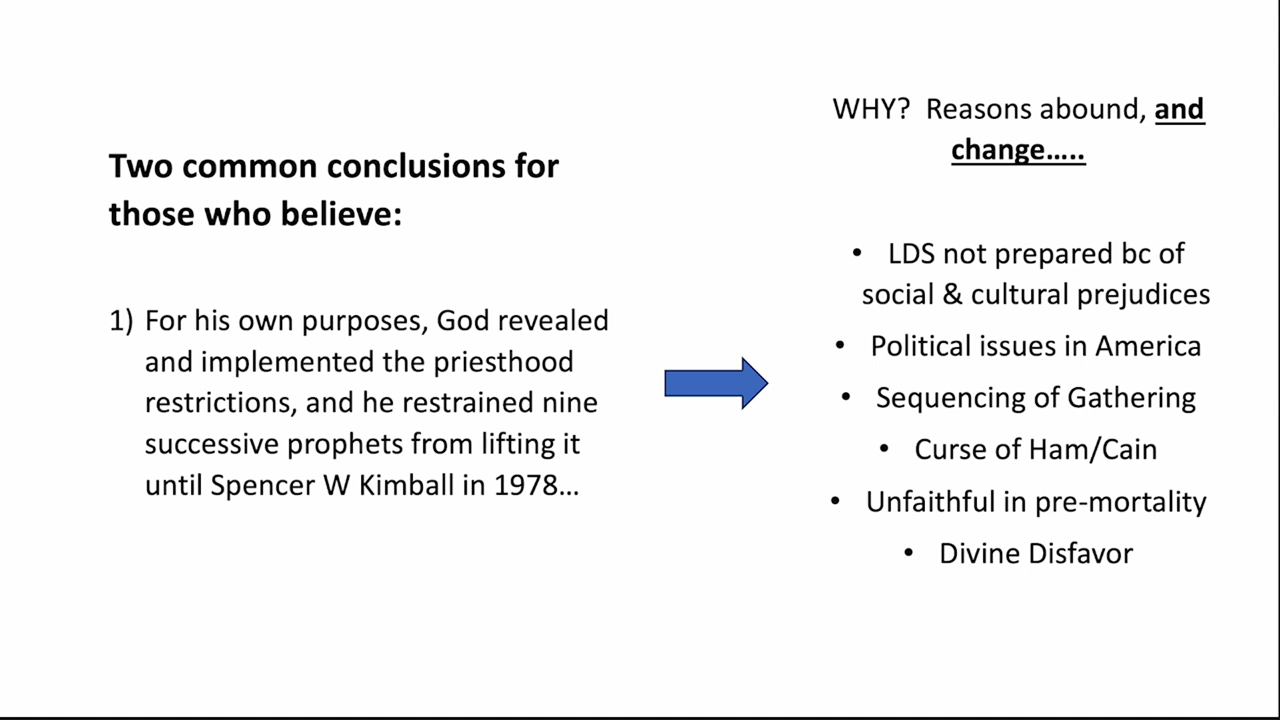 Two common conclusions for
those who believe:
1) For his own purposes, God revealed
and implemented the priesthood
restrictions, and he restrained nine
successive prophets from lifting it
until Spencer W Kimball in 1978…
WHY?  Reasons abound, and
change…..
• LDS not prepared bc of
social & cultural prejudices
• Political issues in America
• Sequencing of Gathering
• Curse of Ham/Cain
• Unfaithful in pre-mortality
• Divine Disfavor